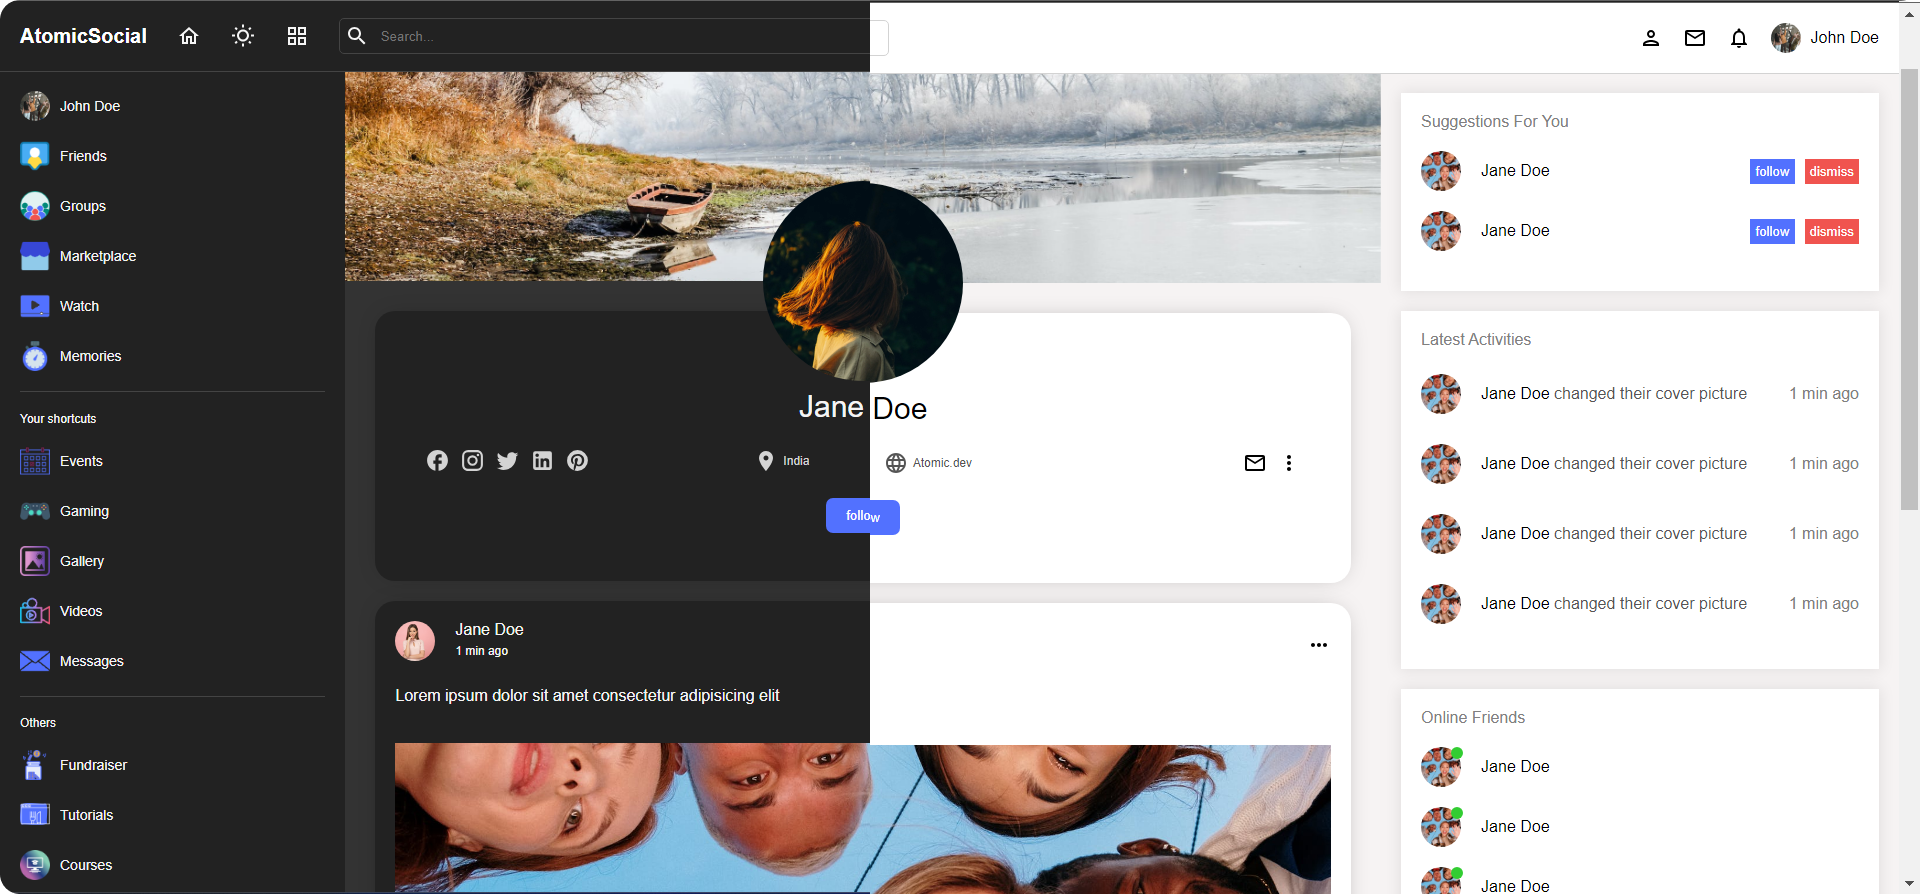 AtomicSocial
Search...
John Doe
John Doe
Friends
Groups
Marketplace
Watch
Memories
Your shortcuts
Events
Gaming
Gallery
Videos
Messages
Others
Fundraiser
Tutorials
Courses
Jane Doe
India
Atomic.dev
follow
Jane Doe
1 min ago
Lorem ipsum dolor sit amet consectetur adipisicing elit
Suggestions For You
Jane Doe follow dismiss
Jane Doe follow dismiss
Latest Activities
Jane Doe changed their cover picture 1 min ago
Jane Doe changed their cover picture 1 min ago
Jane Doe changed their cover picture 1 min ago
Jane Doe changed their cover picture 1 min ago
Online Friends
Jane Doe
Jane Doe
Jane Doe